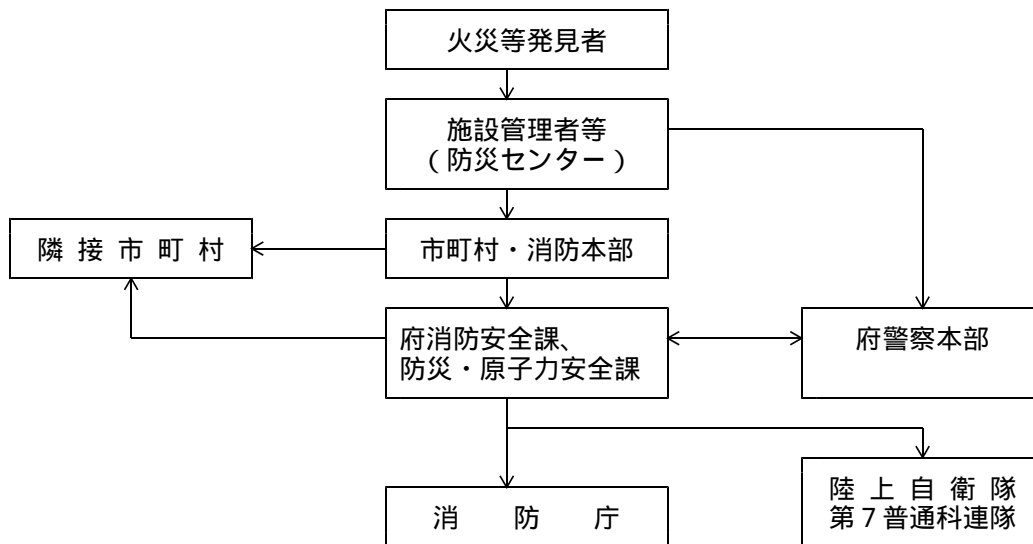 火災等発見者
施設管理者等
(防災センター)
隣接市町村
市町村・消防本部
府消防安全課、
防災・原子力安全課
府警察本部
消防庁
陸上自衛隊
第7普通科連隊